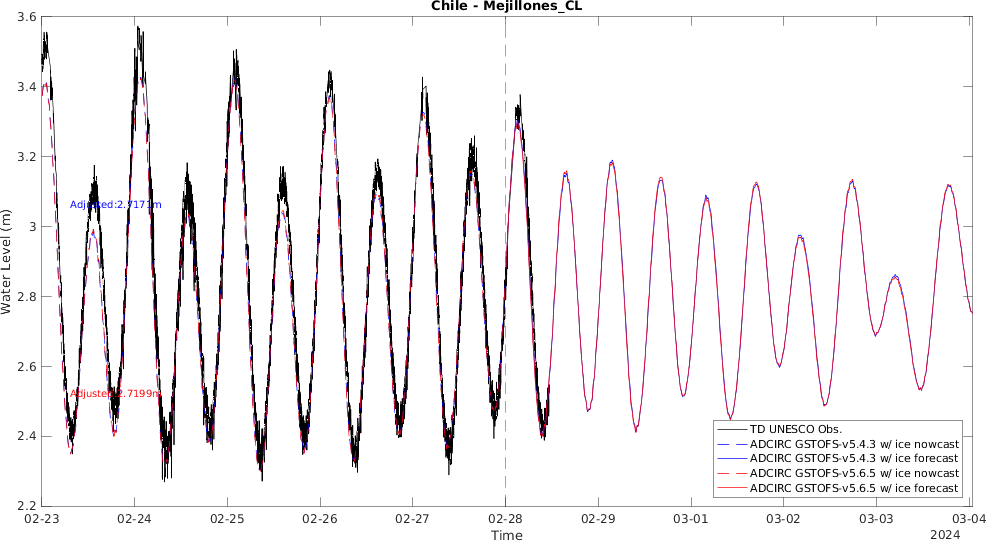 Chile - Mejillones_CL
3.6
3.4
3.2
3
2.8
2.6
2.4
2.2
Water Level (m)
Adjusted:2.7171m
Adjusted:2.7199m
TD UNESCO Obs.
ADCIRC GSTOFS-v5.4.3 w/ ice nowcast
ADCIRC GSTOFS-v5.4.3 w/ ice forecast
ADCIRC GSTOFS-v5.6.5 w/ ice nowcast
ADCIRC GSTOFS-v5.6.5 w/ ice forecast
02-23 02-24 02-25 02-26 02-27 02-28 02-29 03-01 03-02 03-03 03-04
Time
2024